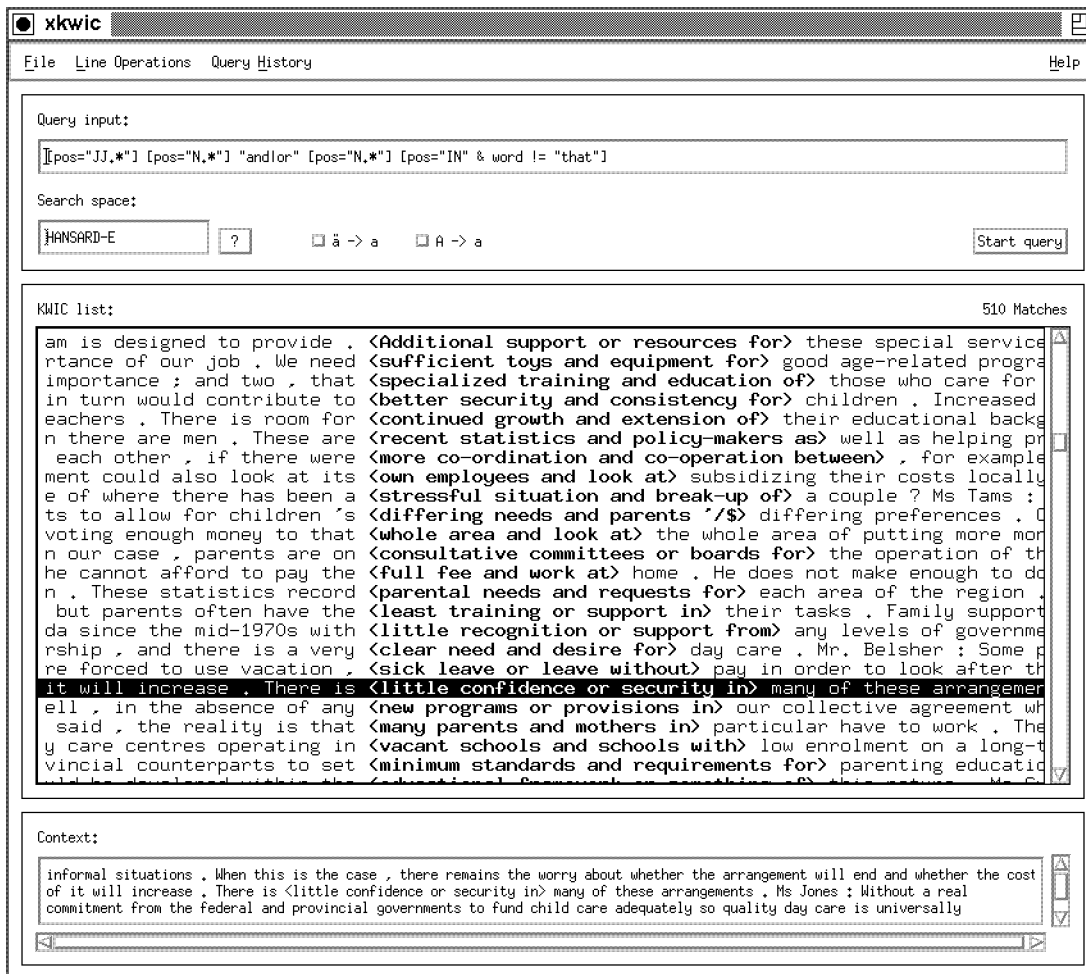 xkwic
File Line Operations Query History Help
Query input:
[pos="JJ.*"] [pos="N.*"] "and|or" [pos="N.*"] [pos="IN" & word != "that"]
Search space:
HANSARD-E ? ä -> a A -> a Start query
KWIC list: 510 Matches
am is designed to provide . <Additional support or resources for> these special service
rtance of our job . We need <sufficient toys and equipment for> good age-related progra
importance ; and two , that <specialized training and education of> those who care for
in turn would contribute to <better security and consistency for> children . Increased
eachers . There is room for <continued growth and extension of> their educational backg
n there are men . These are <recent statistics and policy-makers as> well as helping pr
each other , if there were <more co-ordination and co-operation between> , for example
ment could also look at its <own employees and look at> subsidizing their costs locally
e of where there has been a <stressful situation and break-up of> a couple ? Ms Tams :
ts to allow for children 's <differing needs and parents '/$> differing preferences .
voting enough money to that <whole area and look at> the whole area of putting more mor
n our case , parents are on <consultative committees or boards for> the operation of th
he cannot afford to pay the <full fee and work at> home . He does not make enough to do
n . These statistics record <parental needs and requests for> each area of the region .
but parents often have the <least training or support in> their tasks . Family support
da since the mid-1970s with <little recognition or support from> any levels of governme
rship , and there is a very <clear need and desire for> day care . Mr. Belsher : Some p
re forced to use vacation , <sick leave or leave without> pay in order to look after th
it will increase . There is <little confidence or security in> many of these arrangemer
ell , in the absence of any <new programs or provisions in> our collective agreement wh
said , the reality is that <many parents and mothers in> particular have to work . The
y care centres operating in <vacant schools and schools with> low enrolment on a long-t
vincial counterparts to set <minimum standards and requirements for> parenting educatio
uld be developed within the <educational framework or something of> this nature . Ms
Context:
informal situations . When this is the case , there remains the worry about whether the arrangement will end and whether the cost
of it will increase . There is <little confidence or security in> many of these arrangements . Ms Jones : Without a real
commitment from the federal and provincial governments to fund child care adequately so quality day care is universally